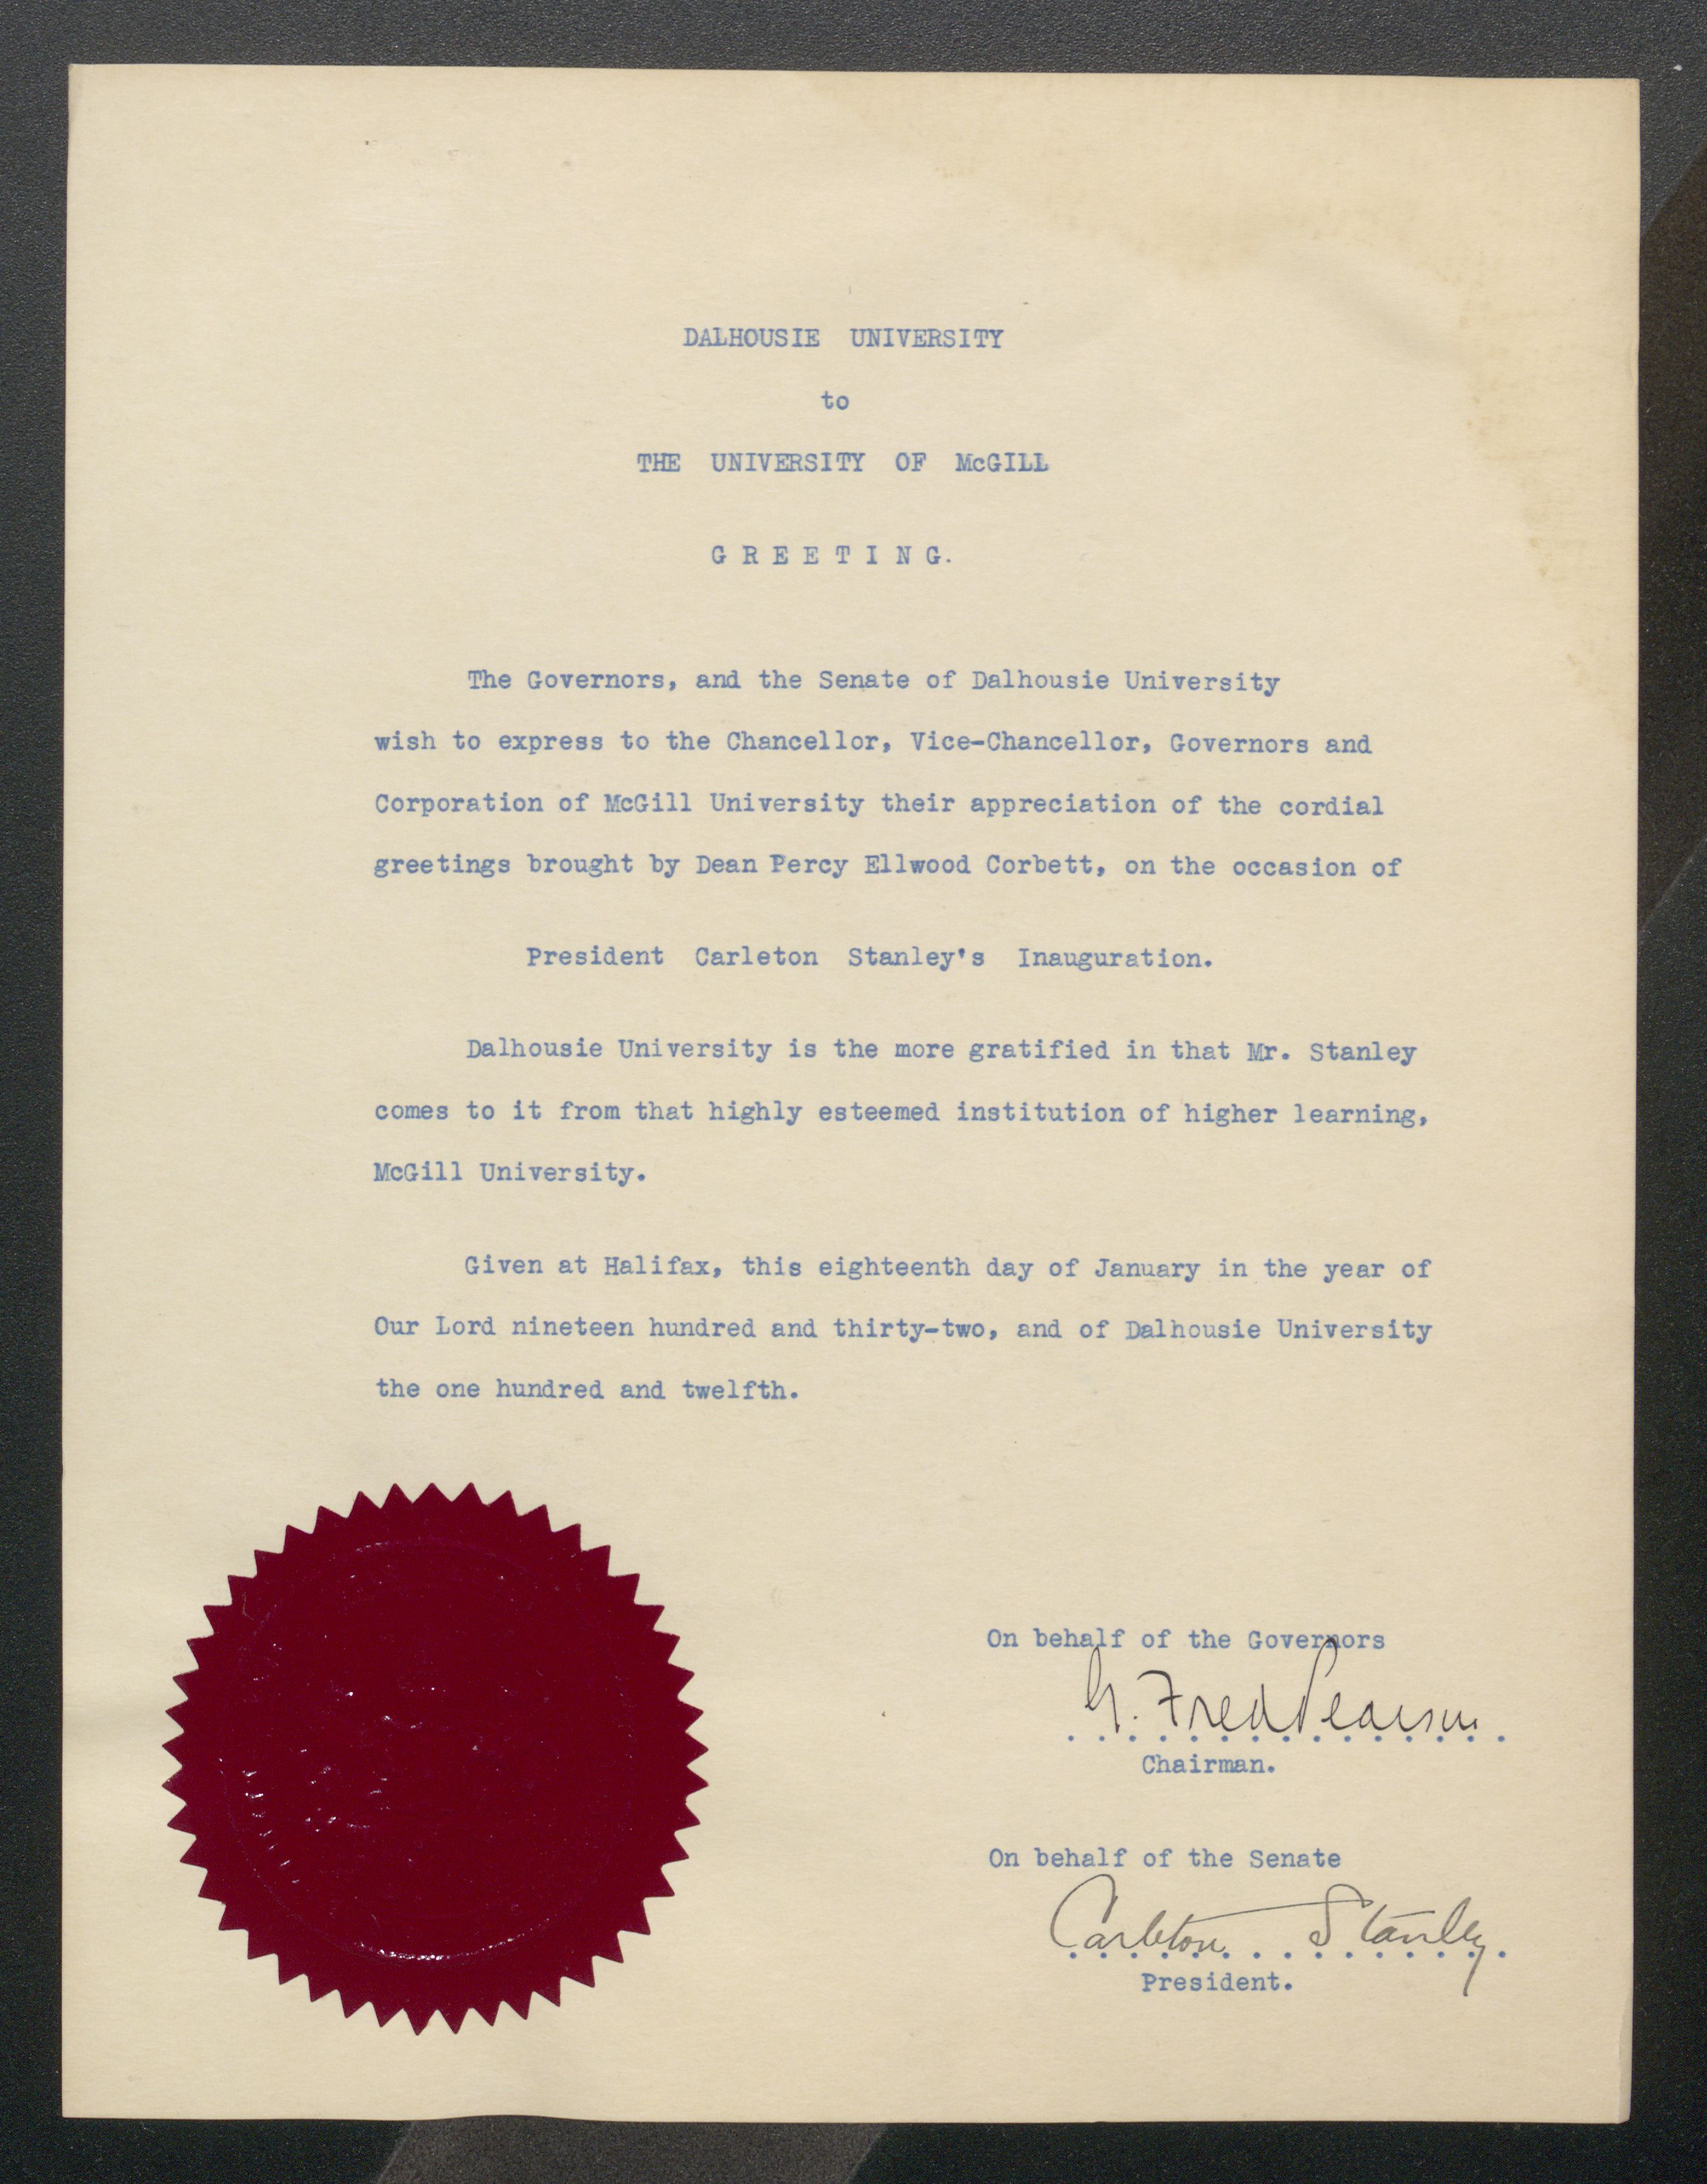 DALHOUSIE UNIVERSITY
to
THE UNIVERSITY OF McGILL
GREETING.
The Governors, and the Senate of Dalhousie University
wish to express to the Chancellor, Vice-Chancellor, Governors and
Corporation of McGill University their appreciation of the cordial
greetings brought by Dean Percy Ellwood Corbett, on the occasion of
President Carleton Stanley's Inauguration.
Dalhousie University is the more gratified in that Mr. Stanley
comes to it from that highly esteemed institution of higher learning,
McGill University.
Given at Halifax, this eighteenth day of January in the year of
Our Lord nineteen hundred and thirty-two, and of Dalhousie University
the one hundred and twelfth.
On behalf of the Governors
G. Fred Pearson
Chairman.
On behalf of the Senate
Carleton Stanley
President.